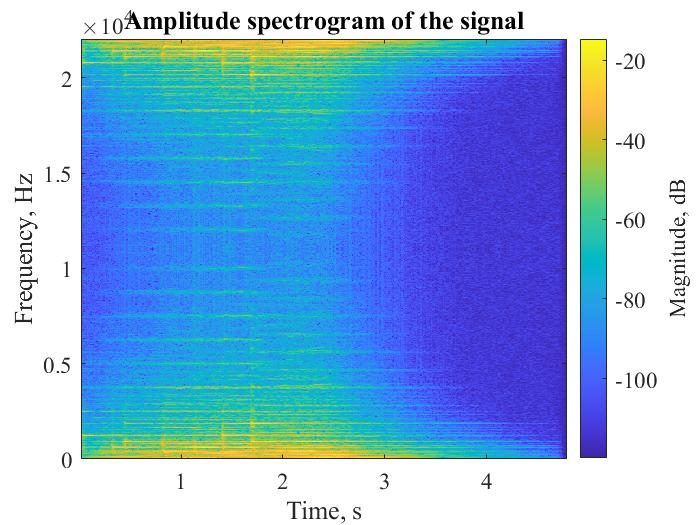 ×10⁴
Amplitude spectrogram of the signal
2
1.5
1
0.5
0
Frequency, Hz
1 2 3 4
Time, s
-20
-40
-60
-80
-100
Magnitude, dB